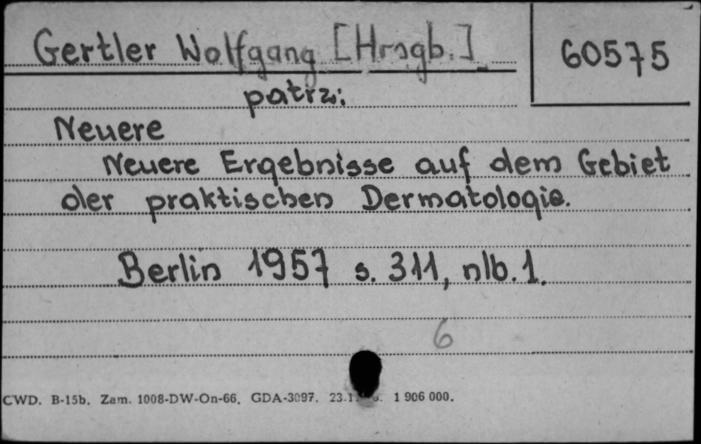 Gertler Wolfgang [Hrsgb.]
60575
patrz:
Neuere
Neuere Ergebnisse auf dem Gebiet
der praktischen Dermatologie.
Berlin 1957 s. 311, nlb. 1.
6
CWD. B-15b. Zam. 1008-DW-On-66. GDA-3097. 1 906 000.